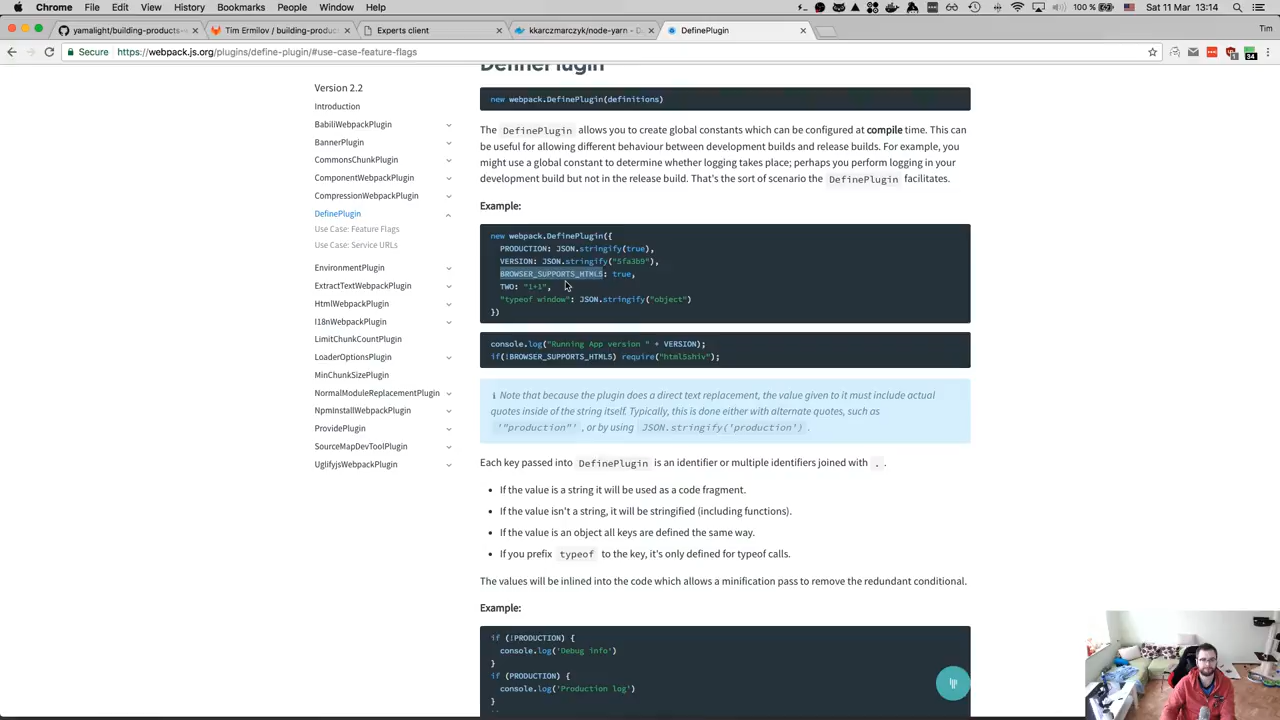 Chrome File Edit View History Bookmarks People Window Help
100 % Sat 11 Mar 13:14
yamalight/building-products-
Tim Ermilov / building-produc
Experts client
kkarczmarczyk/node-yarn - D
DefinePlugin
Tim
Secure https://webpack.js.org/plugins/define-plugin/#use-case-feature-flags
34
Version 2.2
Introduction
BabiliWebpackPlugin
BannerPlugin
CommonsChunkPlugin
ComponentWebpackPlugin
CompressionWebpackPlugin
DefinePlugin
Use Case: Feature Flags
Use Case: Service URLs
EnvironmentPlugin
ExtractTextWebpackPlugin
HtmlWebpackPlugin
I18nWebpackPlugin
LimitChunkCountPlugin
LoaderOptionsPlugin
MinChunkSizePlugin
NormalModuleReplacementPlugin
NpmInstallWebpackPlugin
ProvidePlugin
SourceMapDevToolPlugin
UglifyjsWebpackPlugin
DefinePlugin
new webpack.DefinePlugin(definitions)
The DefinePlugin allows you to create global constants which can be configured at compile time. This can
be useful for allowing different behaviour between development builds and release builds. For example, you
might use a global constant to determine whether logging takes place; perhaps you perform logging in your
development build but not in the release build. That's the sort of scenario the DefinePlugin facilitates.
Example:
new webpack.DefinePlugin({
PRODUCTION: JSON.stringify(true),
VERSION: JSON.stringify("5fa3b9"),
BROWSER_SUPPORTS_HTML5: true,
TWO: "1+1",
"typeof window": JSON.stringify("object")
})
console.log("Running App version " + VERSION);
if(!BROWSER_SUPPORTS_HTML5) require("html5shiv");
Note that because the plugin does a direct text replacement, the value given to it must include actual
quotes inside of the string itself. Typically, this is done either with alternate quotes, such as
'"production"' , or by using JSON.stringify('production') .
Each key passed into DefinePlugin is an identifier or multiple identifiers joined with . .
• If the value is a string it will be used as a code fragment.
• If the value isn't a string, it will be stringified (including functions).
• If the value is an object all keys are defined the same way.
• If you prefix typeof to the key, it's only defined for typeof calls.
The values will be inlined into the code which allows a minification pass to remove the redundant conditional.
Example:
if (!PRODUCTION) {
console.log('Debug info')
}
if (PRODUCTION) {
console.log('Production log')
}